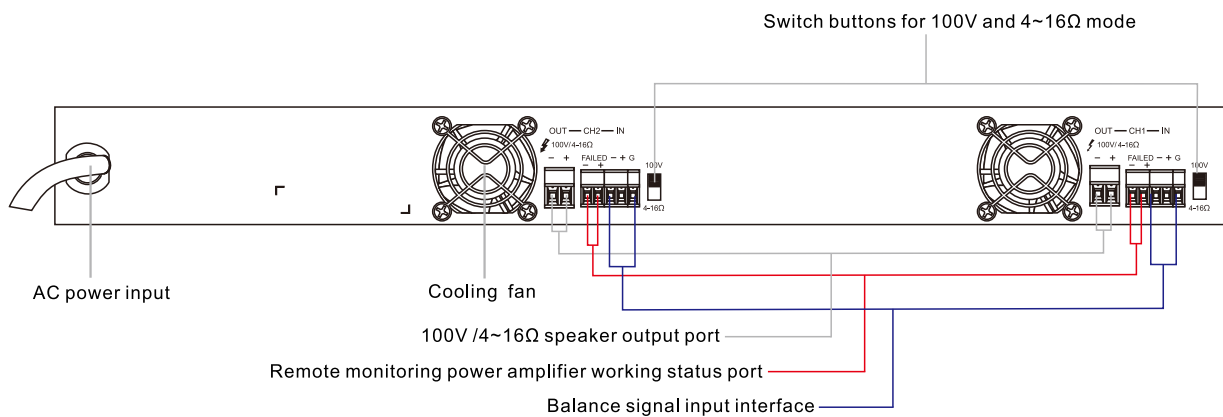 Switch buttons for 100V and 4~16Ω mode
OUT — CH2 — IN
100V/4-16Ω
− + FAILED − + G
− +
100V
4-16Ω
OUT — CH1 — IN
100V/4-16Ω
− + FAILED − + G
− +
100V
4-16Ω
AC power input
Cooling fan
100V /4~16Ω speaker output port
Remote monitoring power amplifier working status port
Balance signal input interface